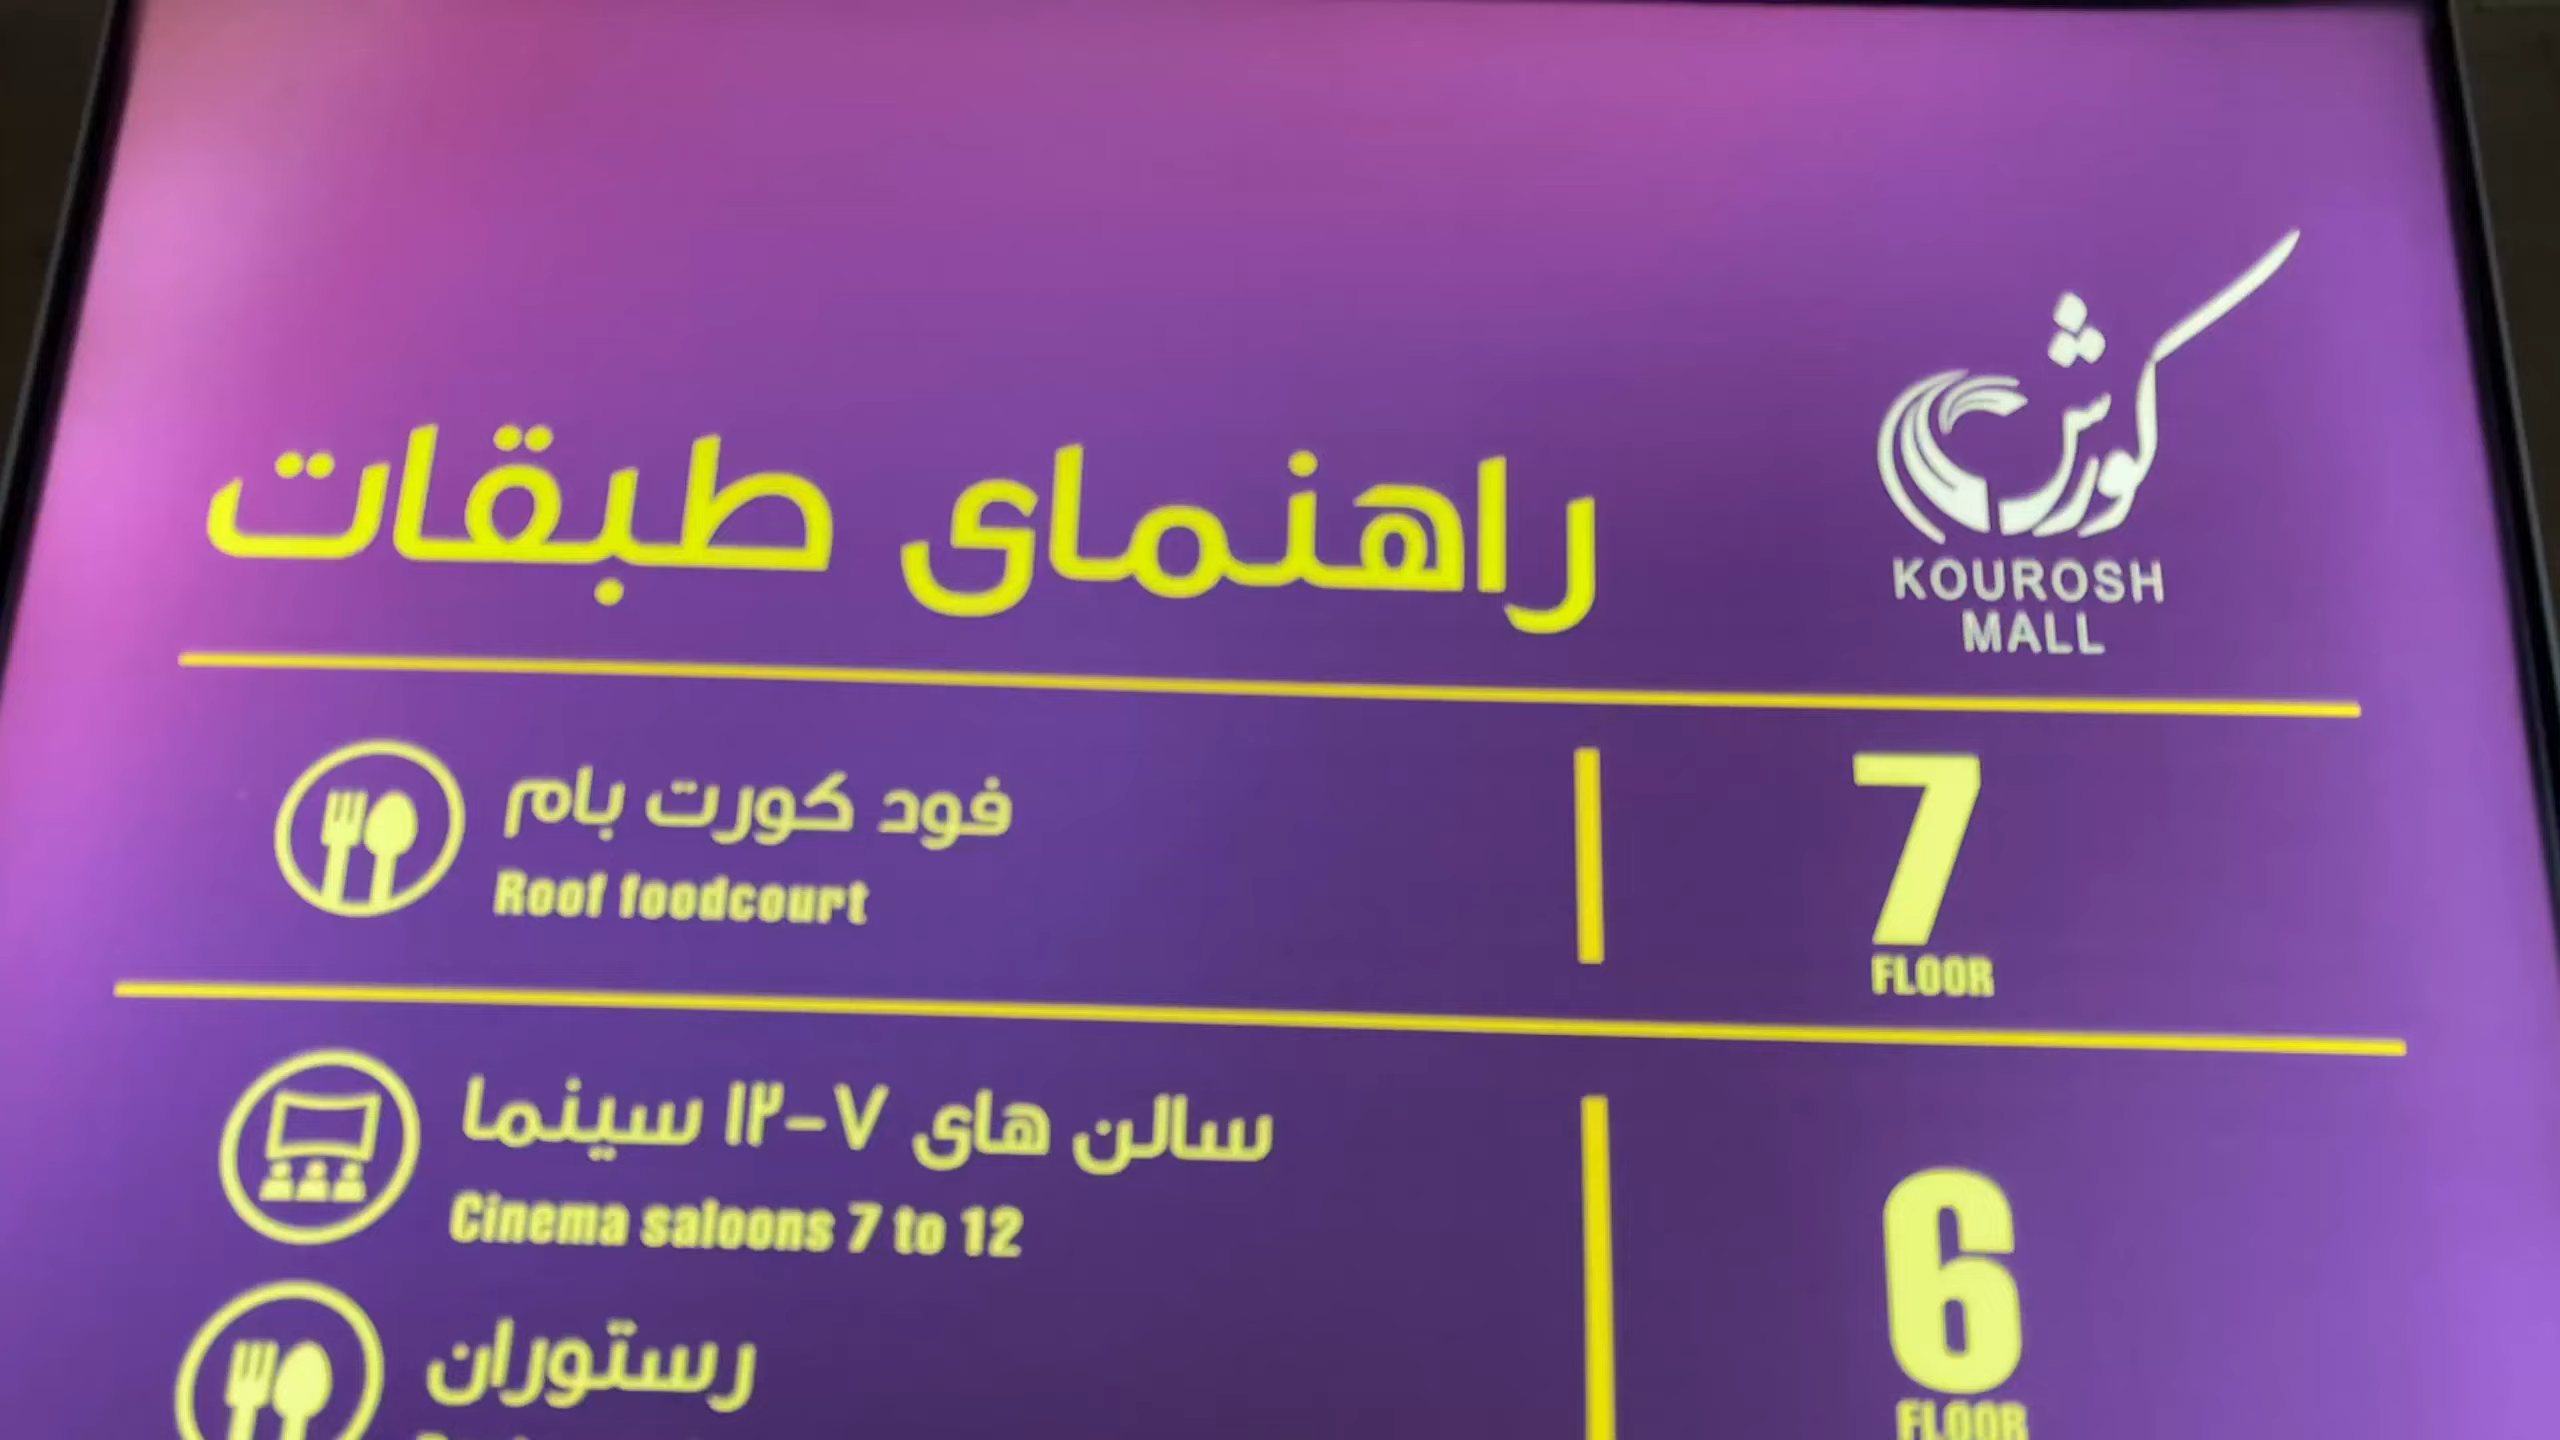 کورش
KOUROSH
MALL
راهنمای طبقات
7
FLOOR
فود کورت بام
Roof foodcourt
6
FLOOR
سالن های ۷-۱۲ سینما
Cinema saloons 7 to 12
رستوران